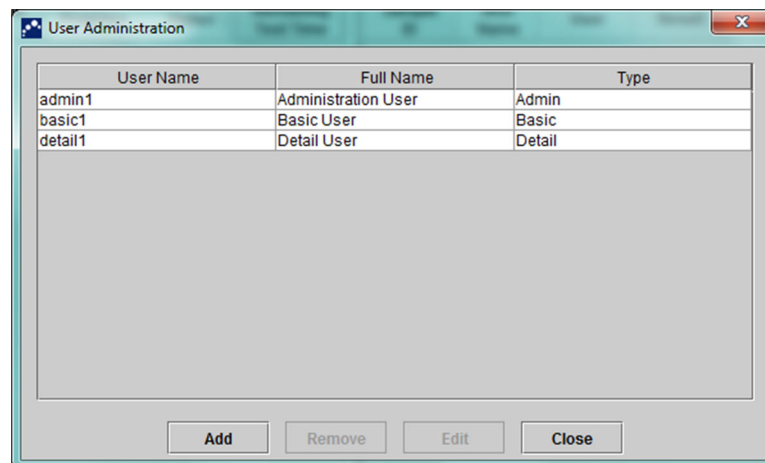 User Administration
User Name Full Name Type
admin1 Administration User Admin
basic1 Basic User Basic
detail1 Detail User Detail
Add Remove Edit Close